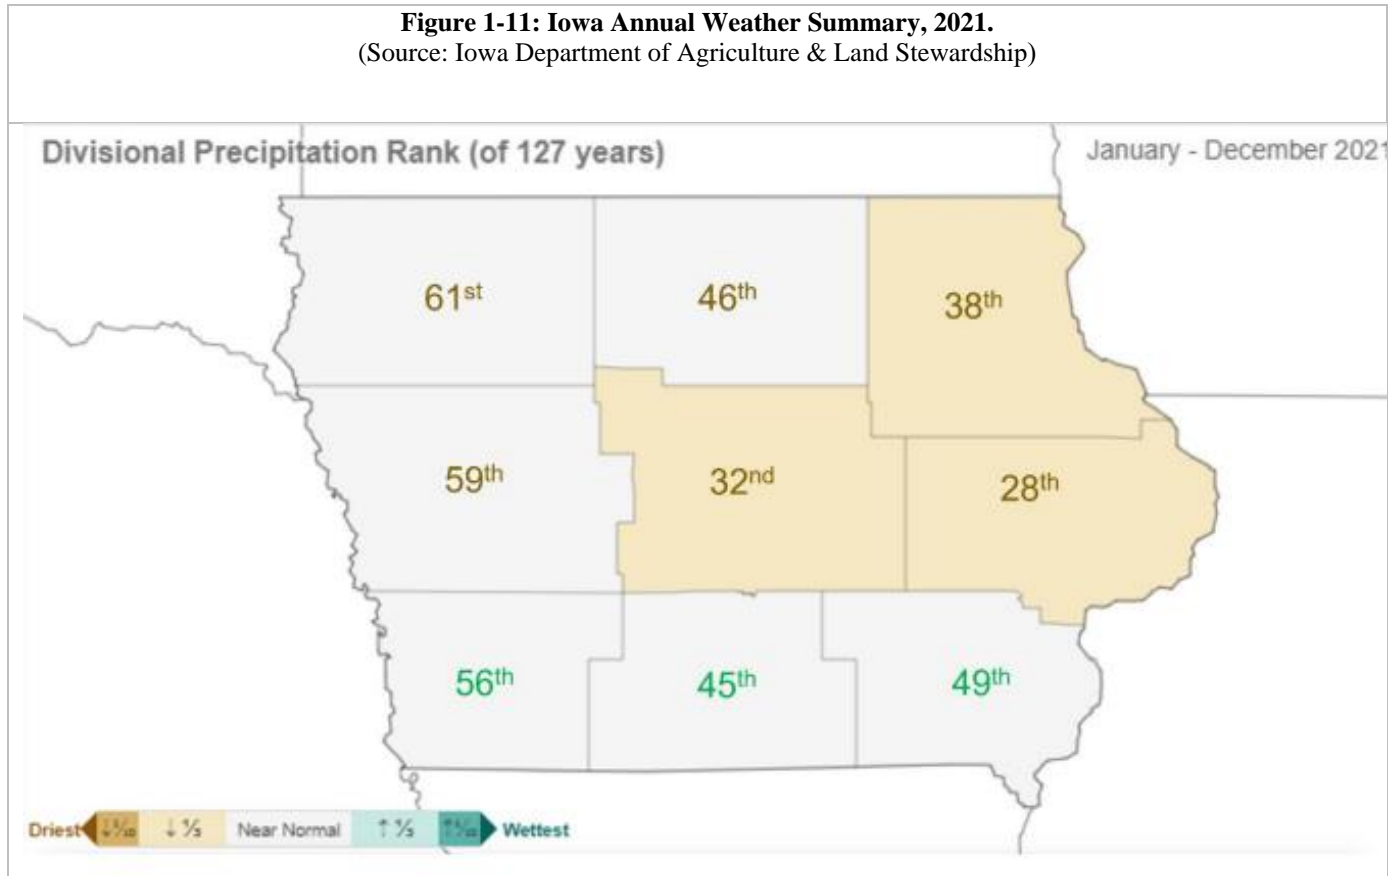 Figure 1-11: Iowa Annual Weather Summary, 2021.
(Source: Iowa Department of Agriculture & Land Stewardship)
Divisional Precipitation Rank (of 127 years)
January - December 2021
61st
46th
38th
59th
32nd
28th
56th
45th
49th
Driest
↓ ⅓
Near Normal
↑ ⅓
Wettest